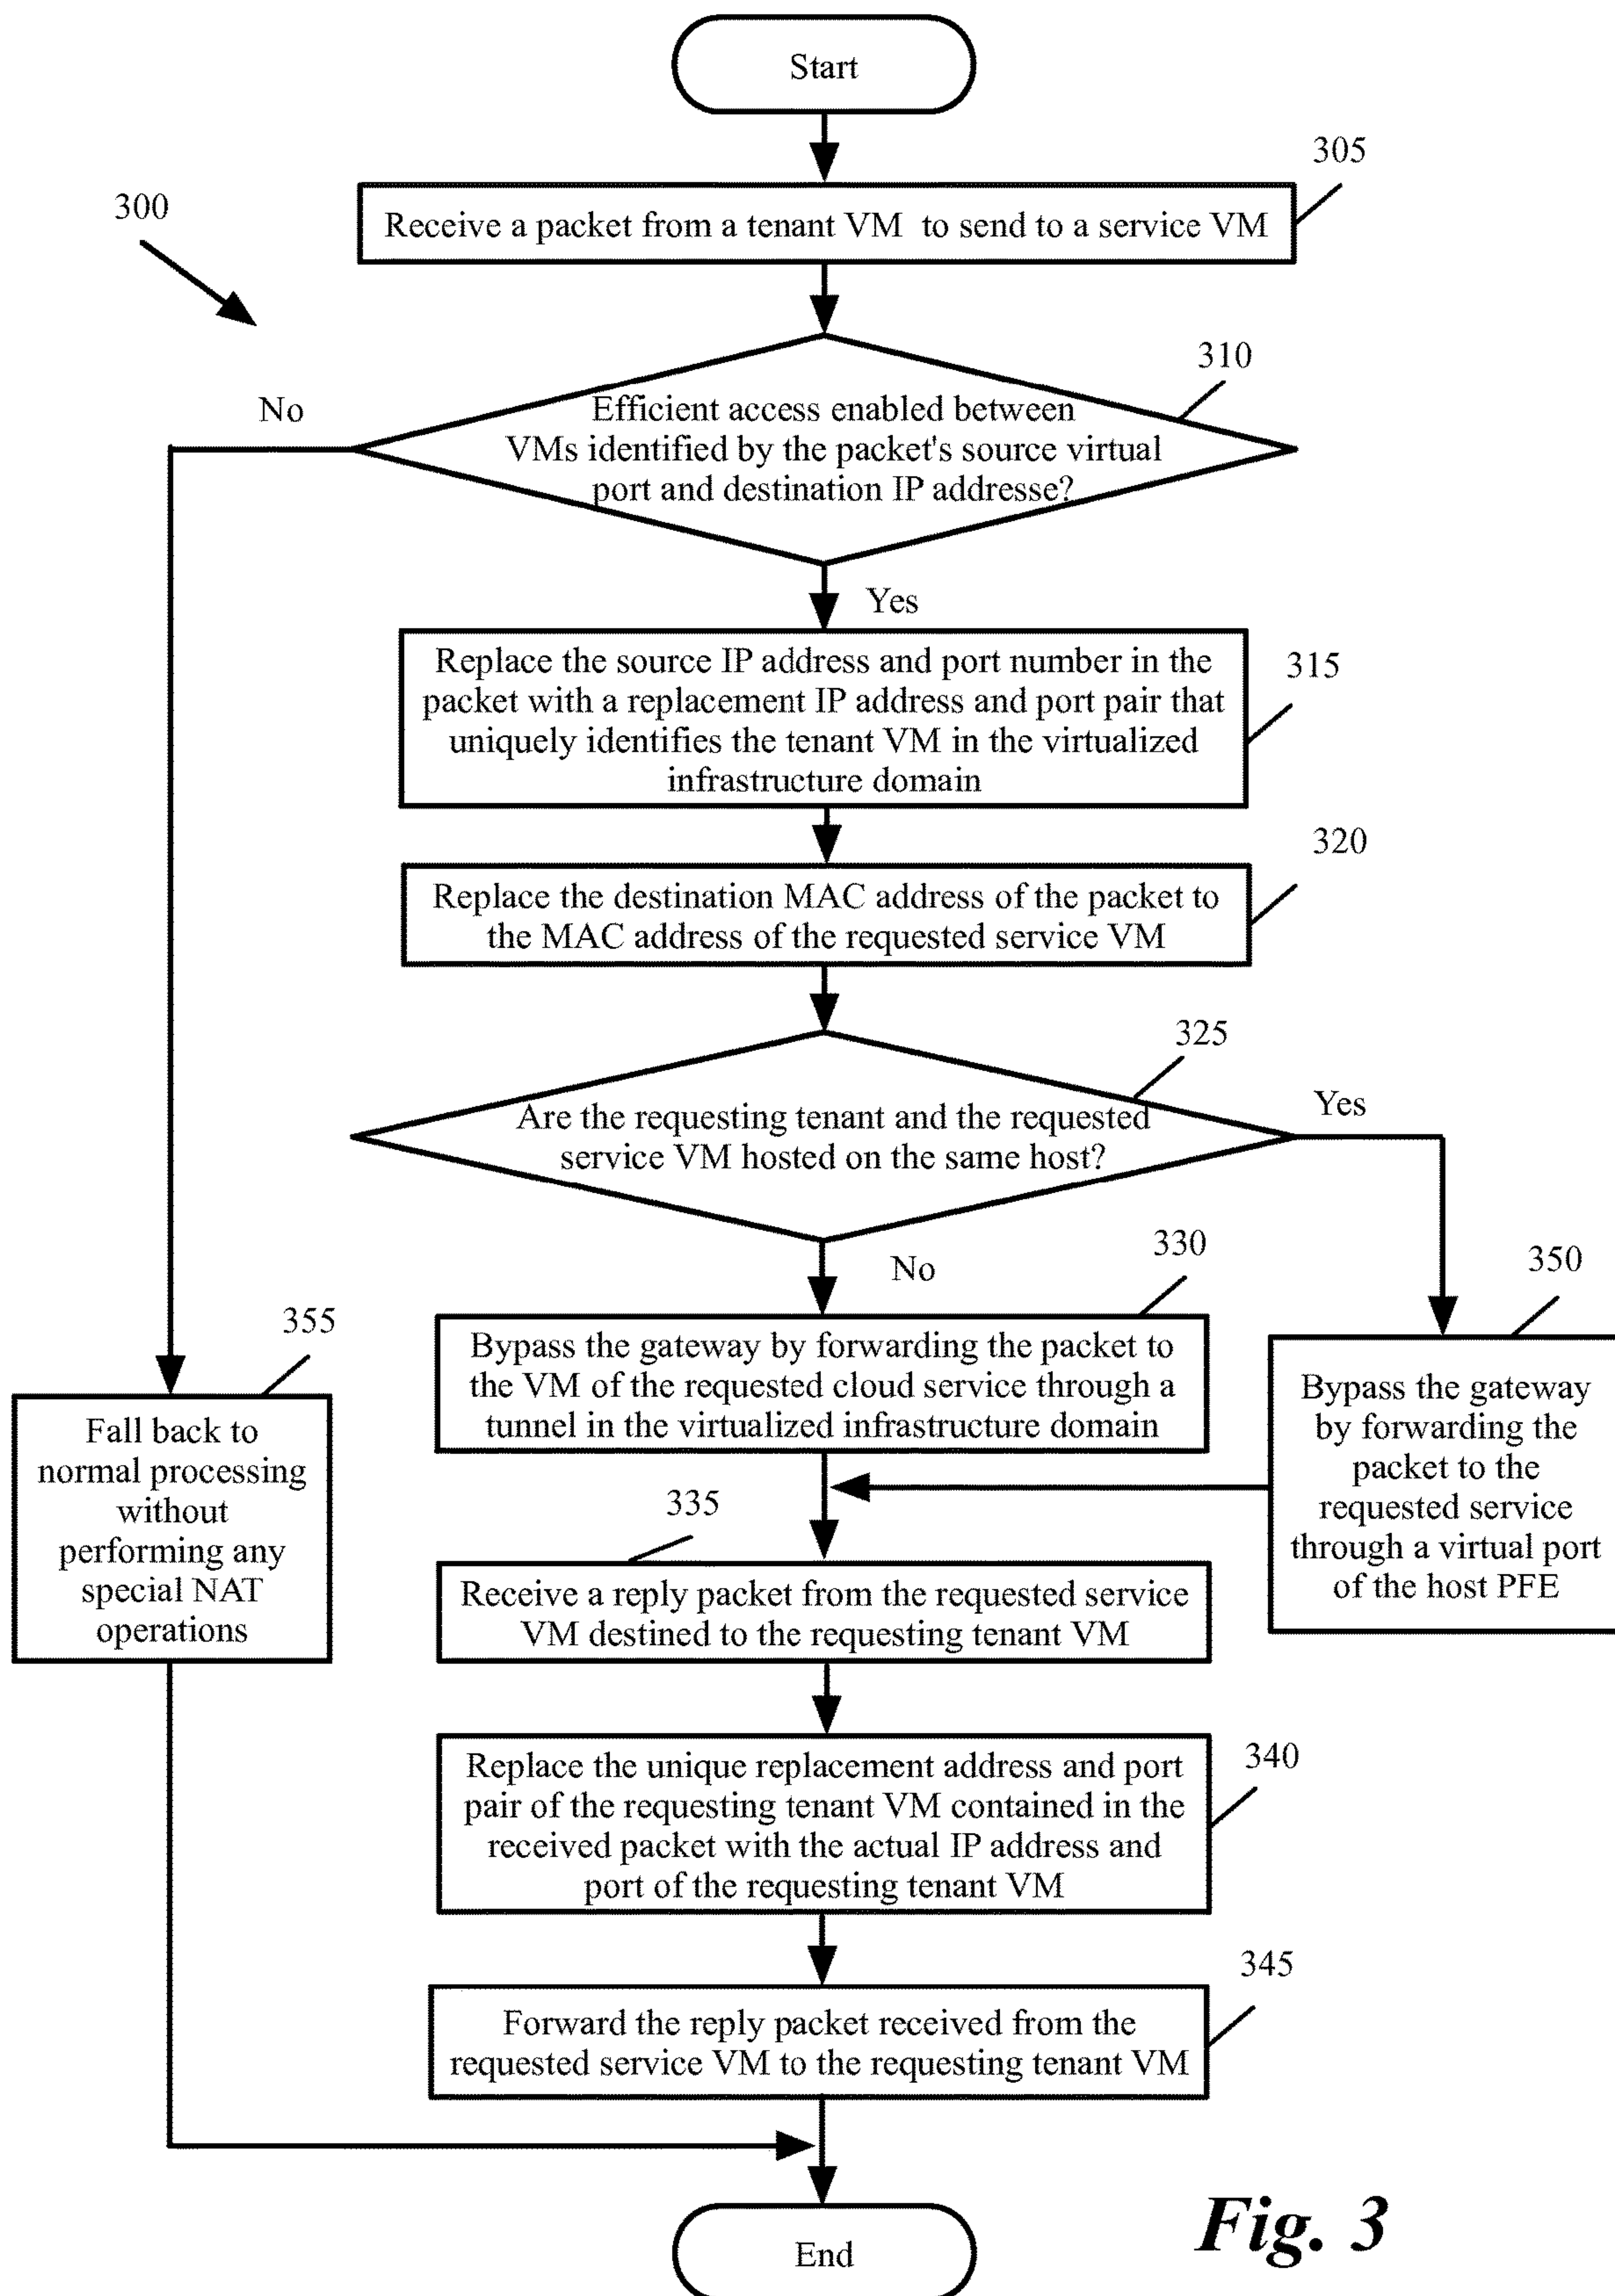 Start
305
300
Receive a packet from a tenant VM to send to a service VM
310
No
Efficient access enabled between
VMs identified by the packet's source virtual
port and destination IP addresse?
Yes
Replace the source IP address and port number in the
packet with a replacement IP address and port pair that
uniquely identifies the tenant VM in the virtualized
infrastructure domain
315
320
Replace the destination MAC address of the packet to
the MAC address of the requested service VM
325
Yes
Are the requesting tenant and the requested
service VM hosted on the same host?
No
330
350
355
Bypass the gateway by forwarding the packet to
the VM of the requested cloud service through a
tunnel in the virtualized infrastructure domain
Bypass the gateway
by forwarding the
packet to the
requested service
through a virtual port
of the host PFE
Fall back to
normal processing
without
performing any
special NAT
operations
335
Receive a reply packet from the requested service
VM destined to the requesting tenant VM
340
Replace the unique replacement address and port
pair of the requesting tenant VM contained in the
received packet with the actual IP address and
port of the requesting tenant VM
345
Forward the reply packet received from the
requested service VM to the requesting tenant VM
End
Fig. 3